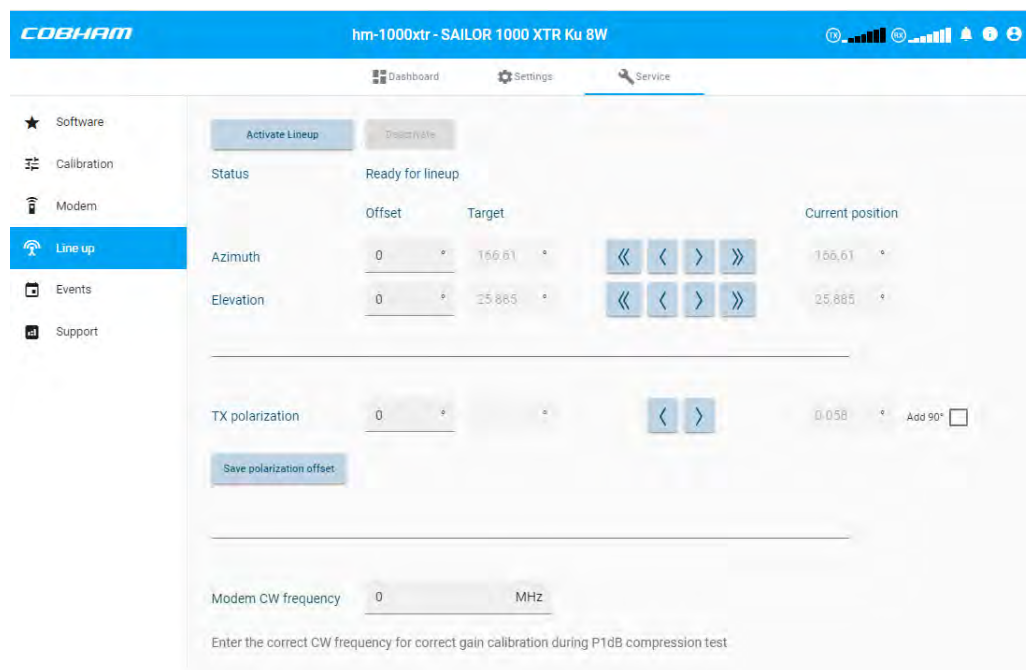 COBHAM
hm-1000xtr - SAILOR 1000 XTR Ku 8W
TX
RX
Dashboard
Settings
Service
Software
Calibration
Modem
Line up
Events
Support
Activate Lineup
Deactivate
Status Ready for lineup
Offset Target Current position
Azimuth 0 ° 166.61 ° 166.61 °
Elevation 0 ° 25.885 ° 25.885 °
TX polarization 0 ° ° 0.058 ° Add 90°
Save polarization offset
Modem CW frequency 0 MHz
Enter the correct CW frequency for correct gain calibration during P1dB compression test